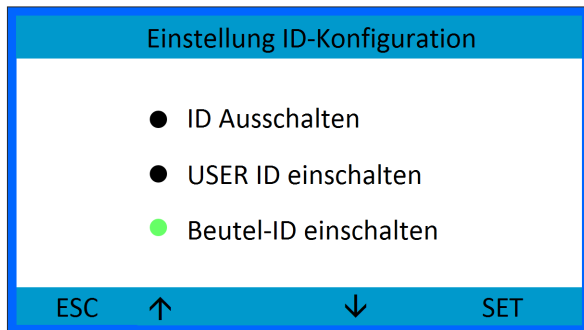 Einstellung ID-Konfiguration
● ID Ausschalten
● USER ID einschalten
● Beutel-ID einschalten
ESC ↑ ↓ SET